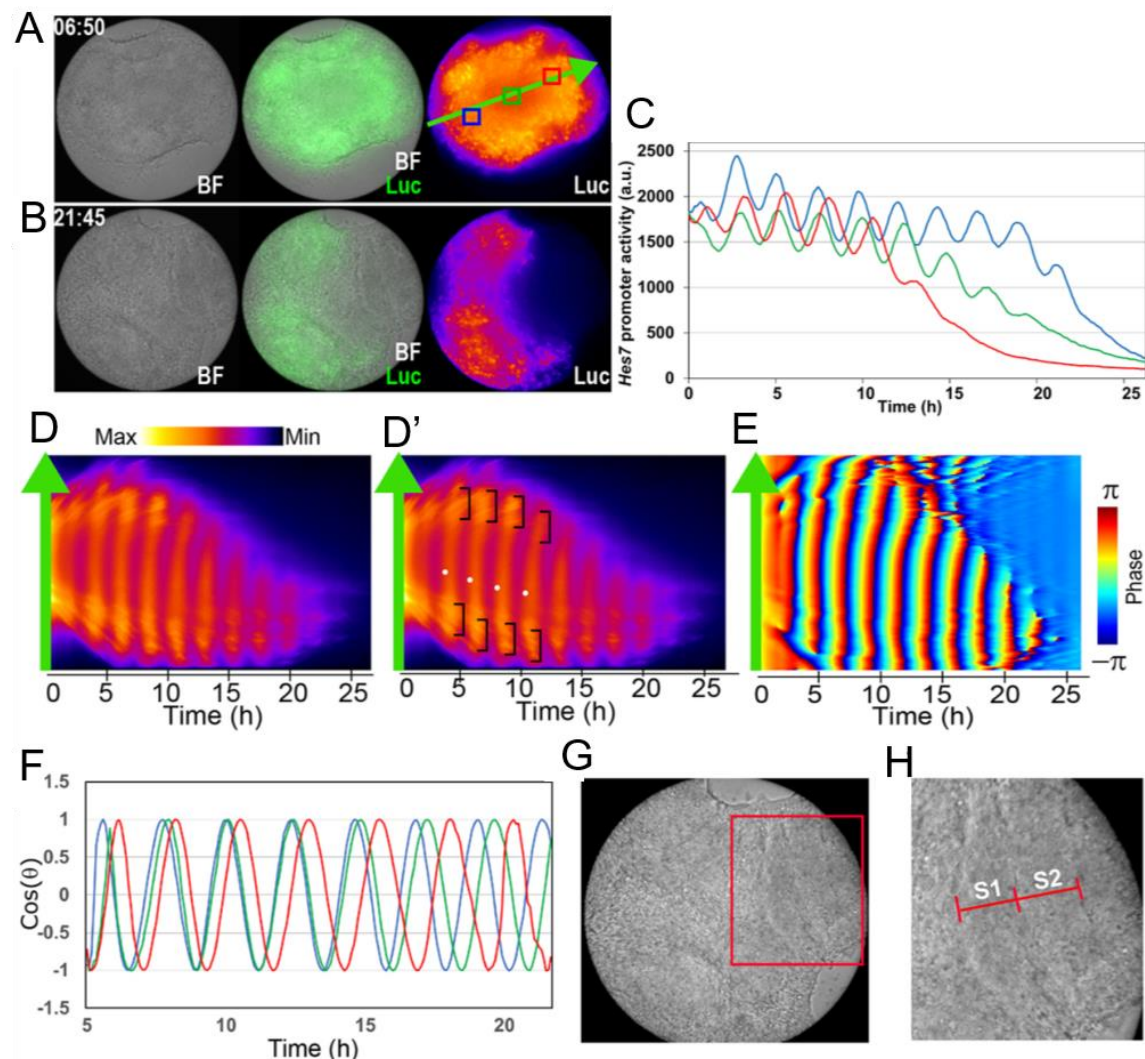 A
06:50
BF
BF
Luc
Luc
B
21:45
BF
BF
Luc
Luc
C
Hes7 promoter activity (a.u.)
2500
2000
1500
1000
500
0
0 5 10 15 20 25
Time (h)
D
Max Min
0 5 10 15 20 25
Time (h)
D’
0 5 10 15 20 25
Time (h)
E
π
Phase
−π
0 5 10 15 20 25
Time (h)
F
Cos(θ)
1.5
1
0.5
0
-0.5
-1
-1.5
5 10 15 20
Time (h)
G
H
S1 S2